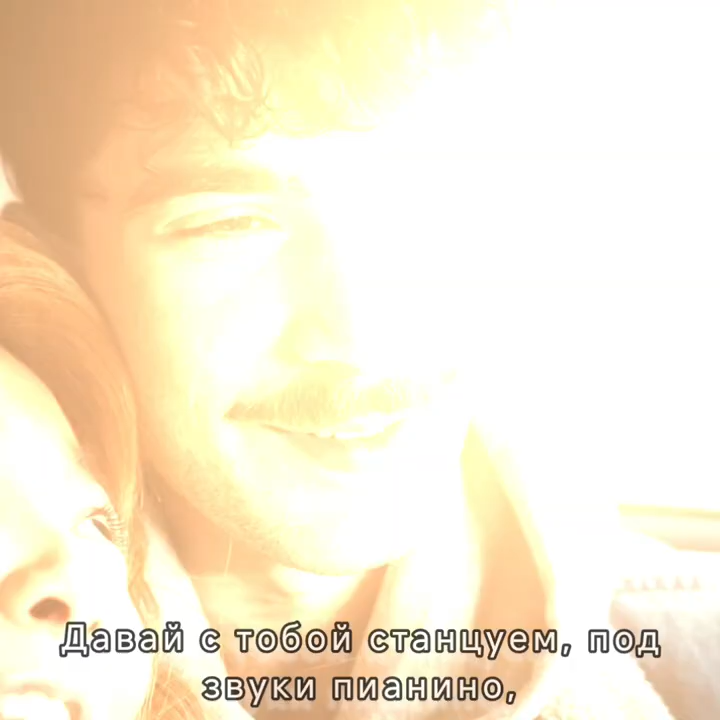 Давай с тобой станцуем, под
звуки пианино,